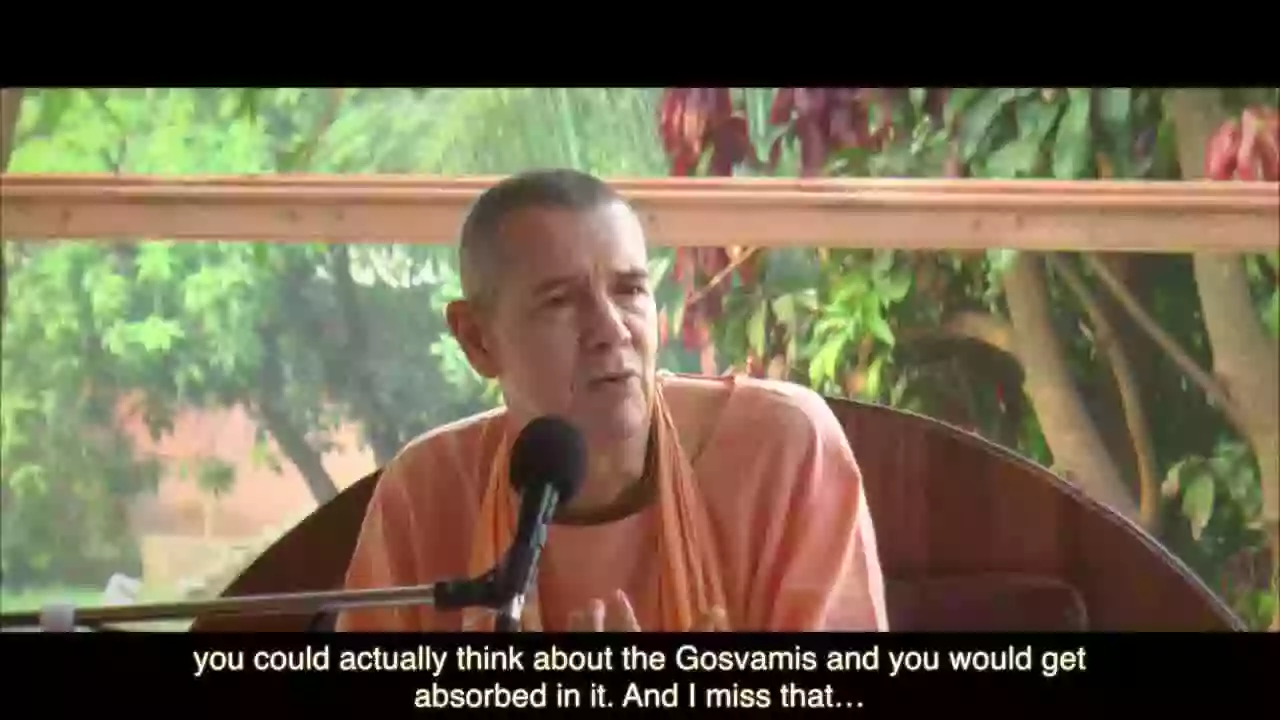 you could actually think about the Gosvamis and you would get
absorbed in it. And I miss that...